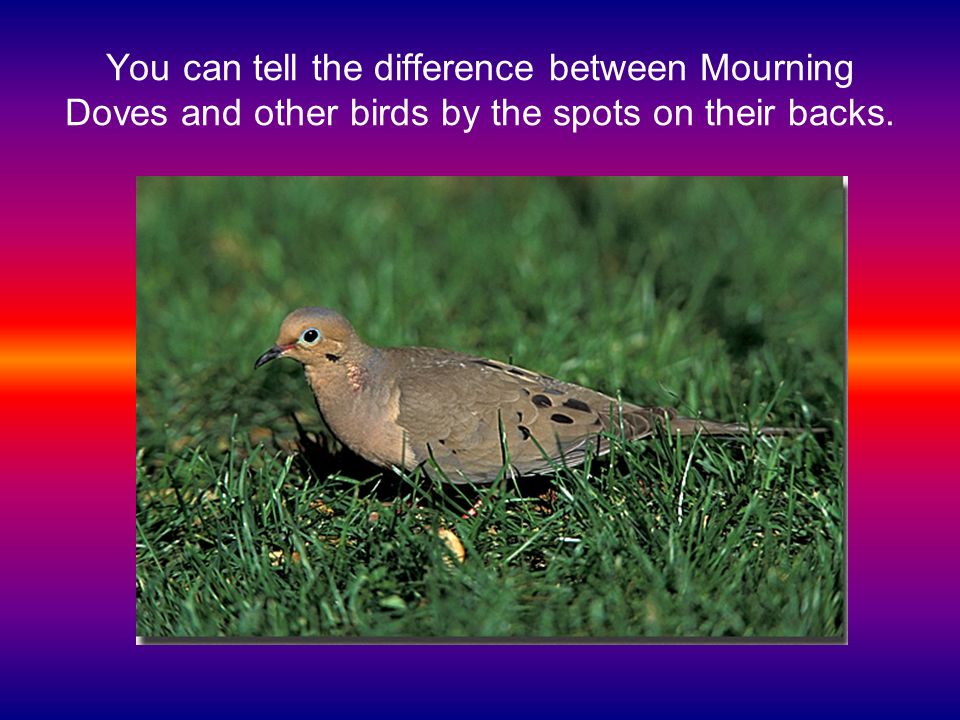 You can tell the difference between Mourning
Doves and other birds by the spots on their backs.